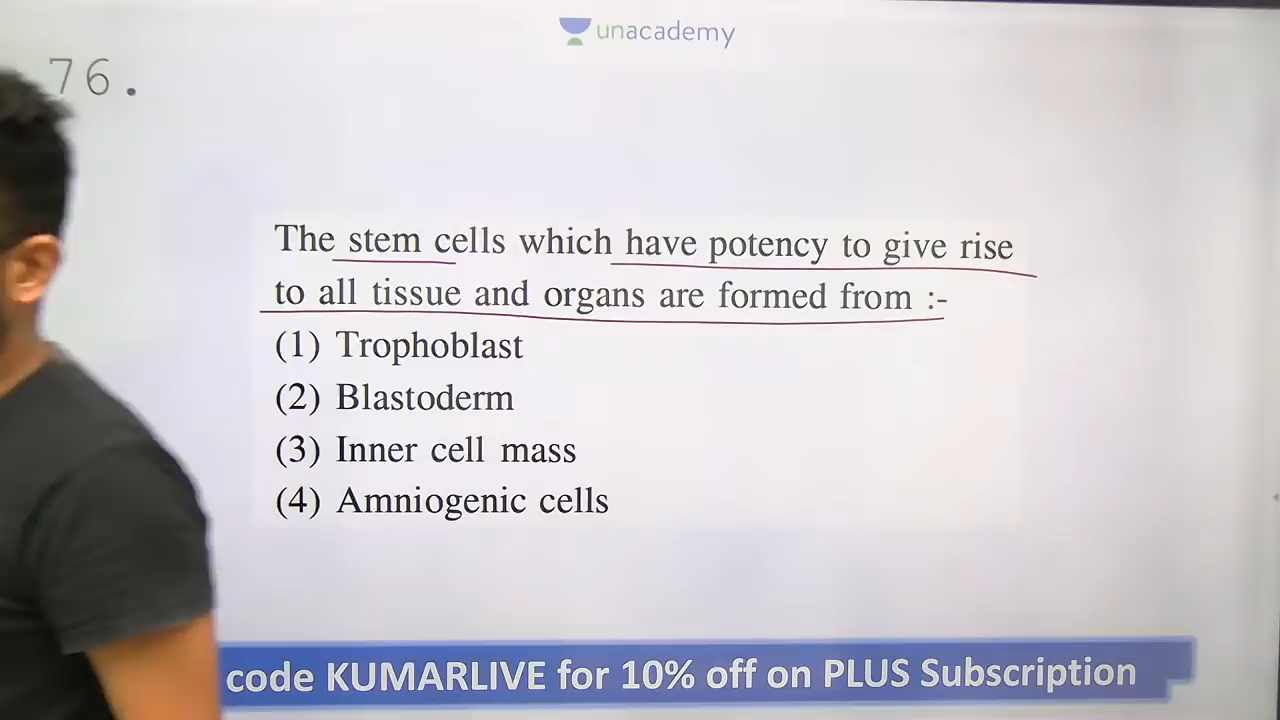 unacademy
76.
The stem cells which have potency to give rise
to all tissue and organs are formed from :-
(1) Trophoblast
(2) Blastoderm
(3) Inner cell mass
(4) Amniogenic cells
code KUMARLIVE for 10% off on PLUS Subscription